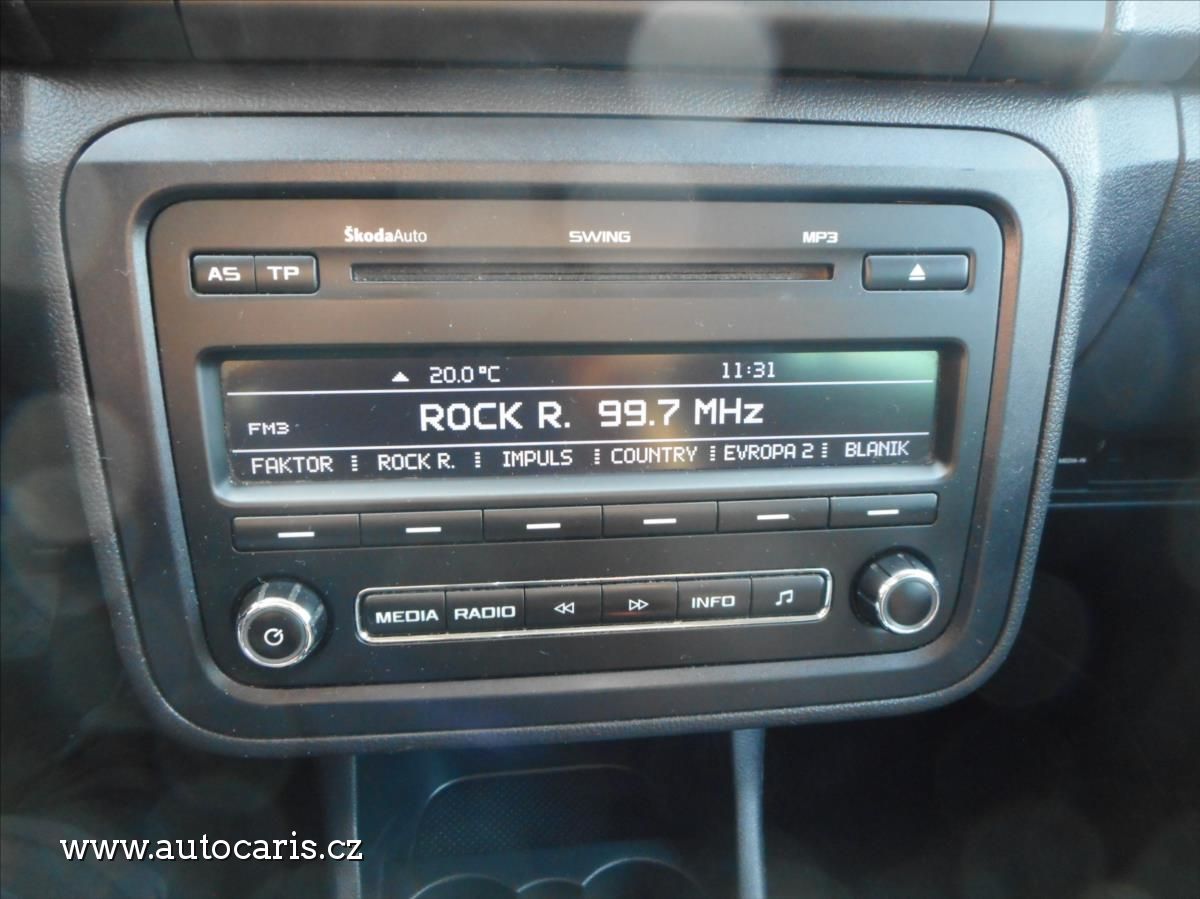 ŠkodaAuto SWING MP3
AS TP
20.0°C 11:31
FM3 ROCK R. 99.7 MHz
FAKTOR ROCK R. IMPULS COUNTRY EVROPA 2 BLANIK
MEDIA RADIO INFO
www.autocaris.cz